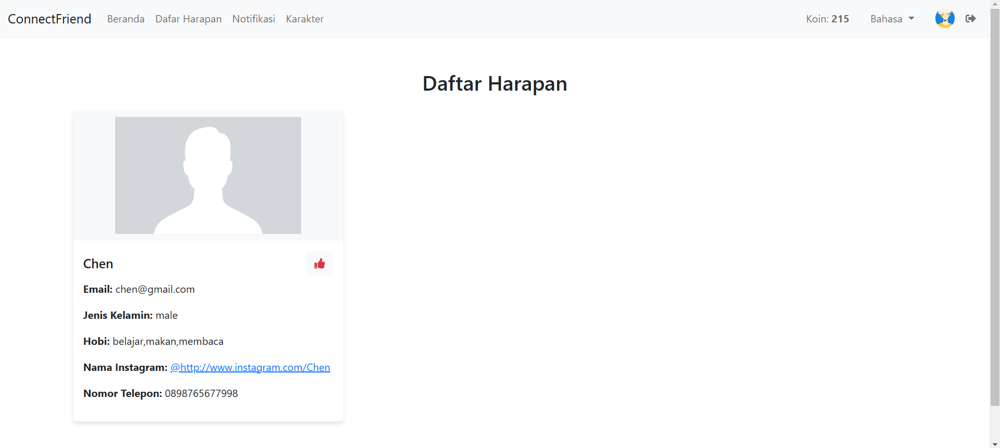 ConnectFriend Beranda Dafar Harapan Notifikasi Karakter Koin: 215 Bahasa
Daftar Harapan
Chen
Email: chen@gmail.com
Jenis Kelamin: male
Hobi: belajar,makan,membaca
Nama Instagram: @http://www.instagram.com/Chen
Nomor Telepon: 0898765677998